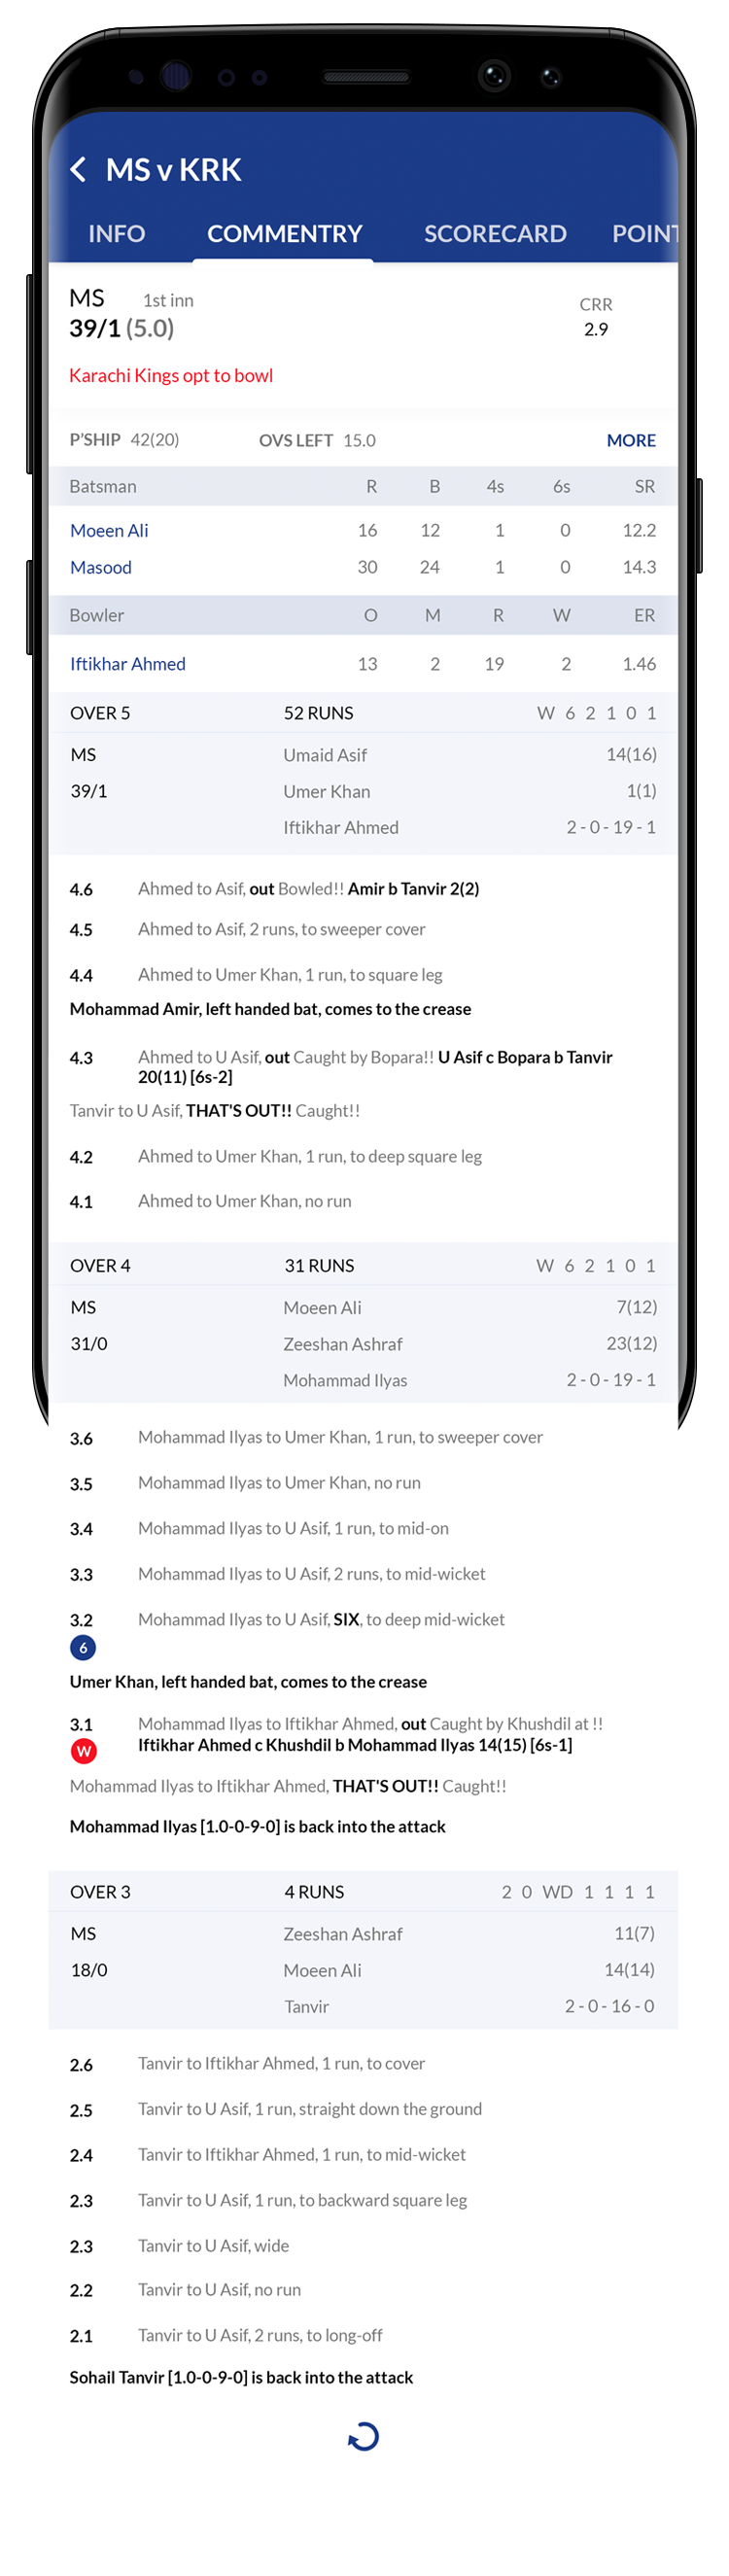 MS v KRK
INFO COMMENTRY SCORECARD POINT
MS 1st inn CRR
39/1 (5.0) 2.9
Karachi Kings opt to bowl
P'SHIP 42(20) OVS LEFT 15.0 MORE
Batsman R B 4s 6s SR
Moeen Ali 16 12 1 0 12.2
Masood 30 24 1 0 14.3
Bowler O M R W ER
Iftikhar Ahmed 13 2 19 2 1.46
OVER 5 52 RUNS W 6 2 1 0 1
MS Umaid Asif 14(16)
39/1 Umer Khan 1(1)
Iftikhar Ahmed 2 - 0 - 19 - 1
4.6 Ahmed to Asif, out Bowled!! Amir b Tanvir 2(2)
4.5 Ahmed to Asif, 2 runs, to sweeper cover
4.4 Ahmed to Umer Khan, 1 run, to square leg
Mohammad Amir, left handed bat, comes to the crease
4.3 Ahmed to U Asif, out Caught by Bopara!! U Asif c Bopara b Tanvir
20(11) [6s-2]
Tanvir to U Asif, THAT'S OUT!! Caught!!
4.2 Ahmed to Umer Khan, 1 run, to deep square leg
4.1 Ahmed to Umer Khan, no run
OVER 4 31 RUNS W 6 2 1 0 1
MS Moeen Ali 7(12)
31/0 Zeeshan Ashraf 23(12)
Mohammad Ilyas 2 - 0 - 19 - 1
3.6 Mohammad Ilyas to Umer Khan, 1 run, to sweeper cover
3.5 Mohammad Ilyas to Umer Khan, no run
3.4 Mohammad Ilyas to U Asif, 1 run, to mid-on
3.3 Mohammad Ilyas to U Asif, 2 runs, to mid-wicket
3.2 Mohammad Ilyas to U Asif, SIX, to deep mid-wicket
6
Umer Khan, left handed bat, comes to the crease
3.1 Mohammad Ilyas to Iftikhar Ahmed, out Caught by Khushdil at !!
W Iftikhar Ahmed c Khushdil b Mohammad Ilyas 14(15) [6s-1]
Mohammad Ilyas to Iftikhar Ahmed, THAT'S OUT!! Caught!!
Mohammad Ilyas [1.0-0-9-0] is back into the attack
OVER 3 4 RUNS 2 0 WD 1 1 1 1
MS Zeeshan Ashraf 11(7)
18/0 Moeen Ali 14(14)
Tanvir 2 - 0 - 16 - 0
2.6 Tanvir to Iftikhar Ahmed, 1 run, to cover
2.5 Tanvir to U Asif, 1 run, straight down the ground
2.4 Tanvir to Iftikhar Ahmed, 1 run, to mid-wicket
2.3 Tanvir to U Asif, 1 run, to backward square leg
2.3 Tanvir to U Asif, wide
2.2 Tanvir to U Asif, no run
2.1 Tanvir to U Asif, 2 runs, to long-off
Sohail Tanvir [1.0-0-9-0] is back into the attack